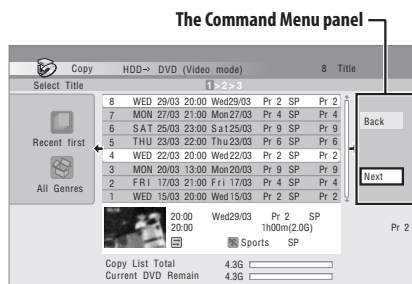 The Command Menu panel
Copy HDD→ DVD (Video mode) 8 Title
Select Title 1 > 2 > 3
8 WED 29/03 20:00 Wed29/03 Pr 2 SP Pr 2
7 MON 27/03 21:00 Mon27/03 Pr 4 SP Pr 4
6 SAT 25/03 23:00 Sat25/03 Pr 9 SP Pr 9
5 THU 23/03 22:00 Thu23/03 Pr 6 SP Pr 6
4 WED 22/03 20:00 Wed22/03 Pr 2 SP Pr 2
3 MON 20/03 13:00 Mon20/03 Pr 9 SP Pr 9
2 FRI 17/03 21:00 Fri 17/03 Pr 4 SP Pr 4
1 WED 15/03 20:00 Wed15/03 Pr 2 SP Pr 2
Recent first
All Genres
Back
Next
20:00 Wed29/03 Pr 2 SP
20:00 1h00m(2.0G)
Sports SP
Pr 2
Copy List Total 4.3G
Current DVD Remain 4.3G